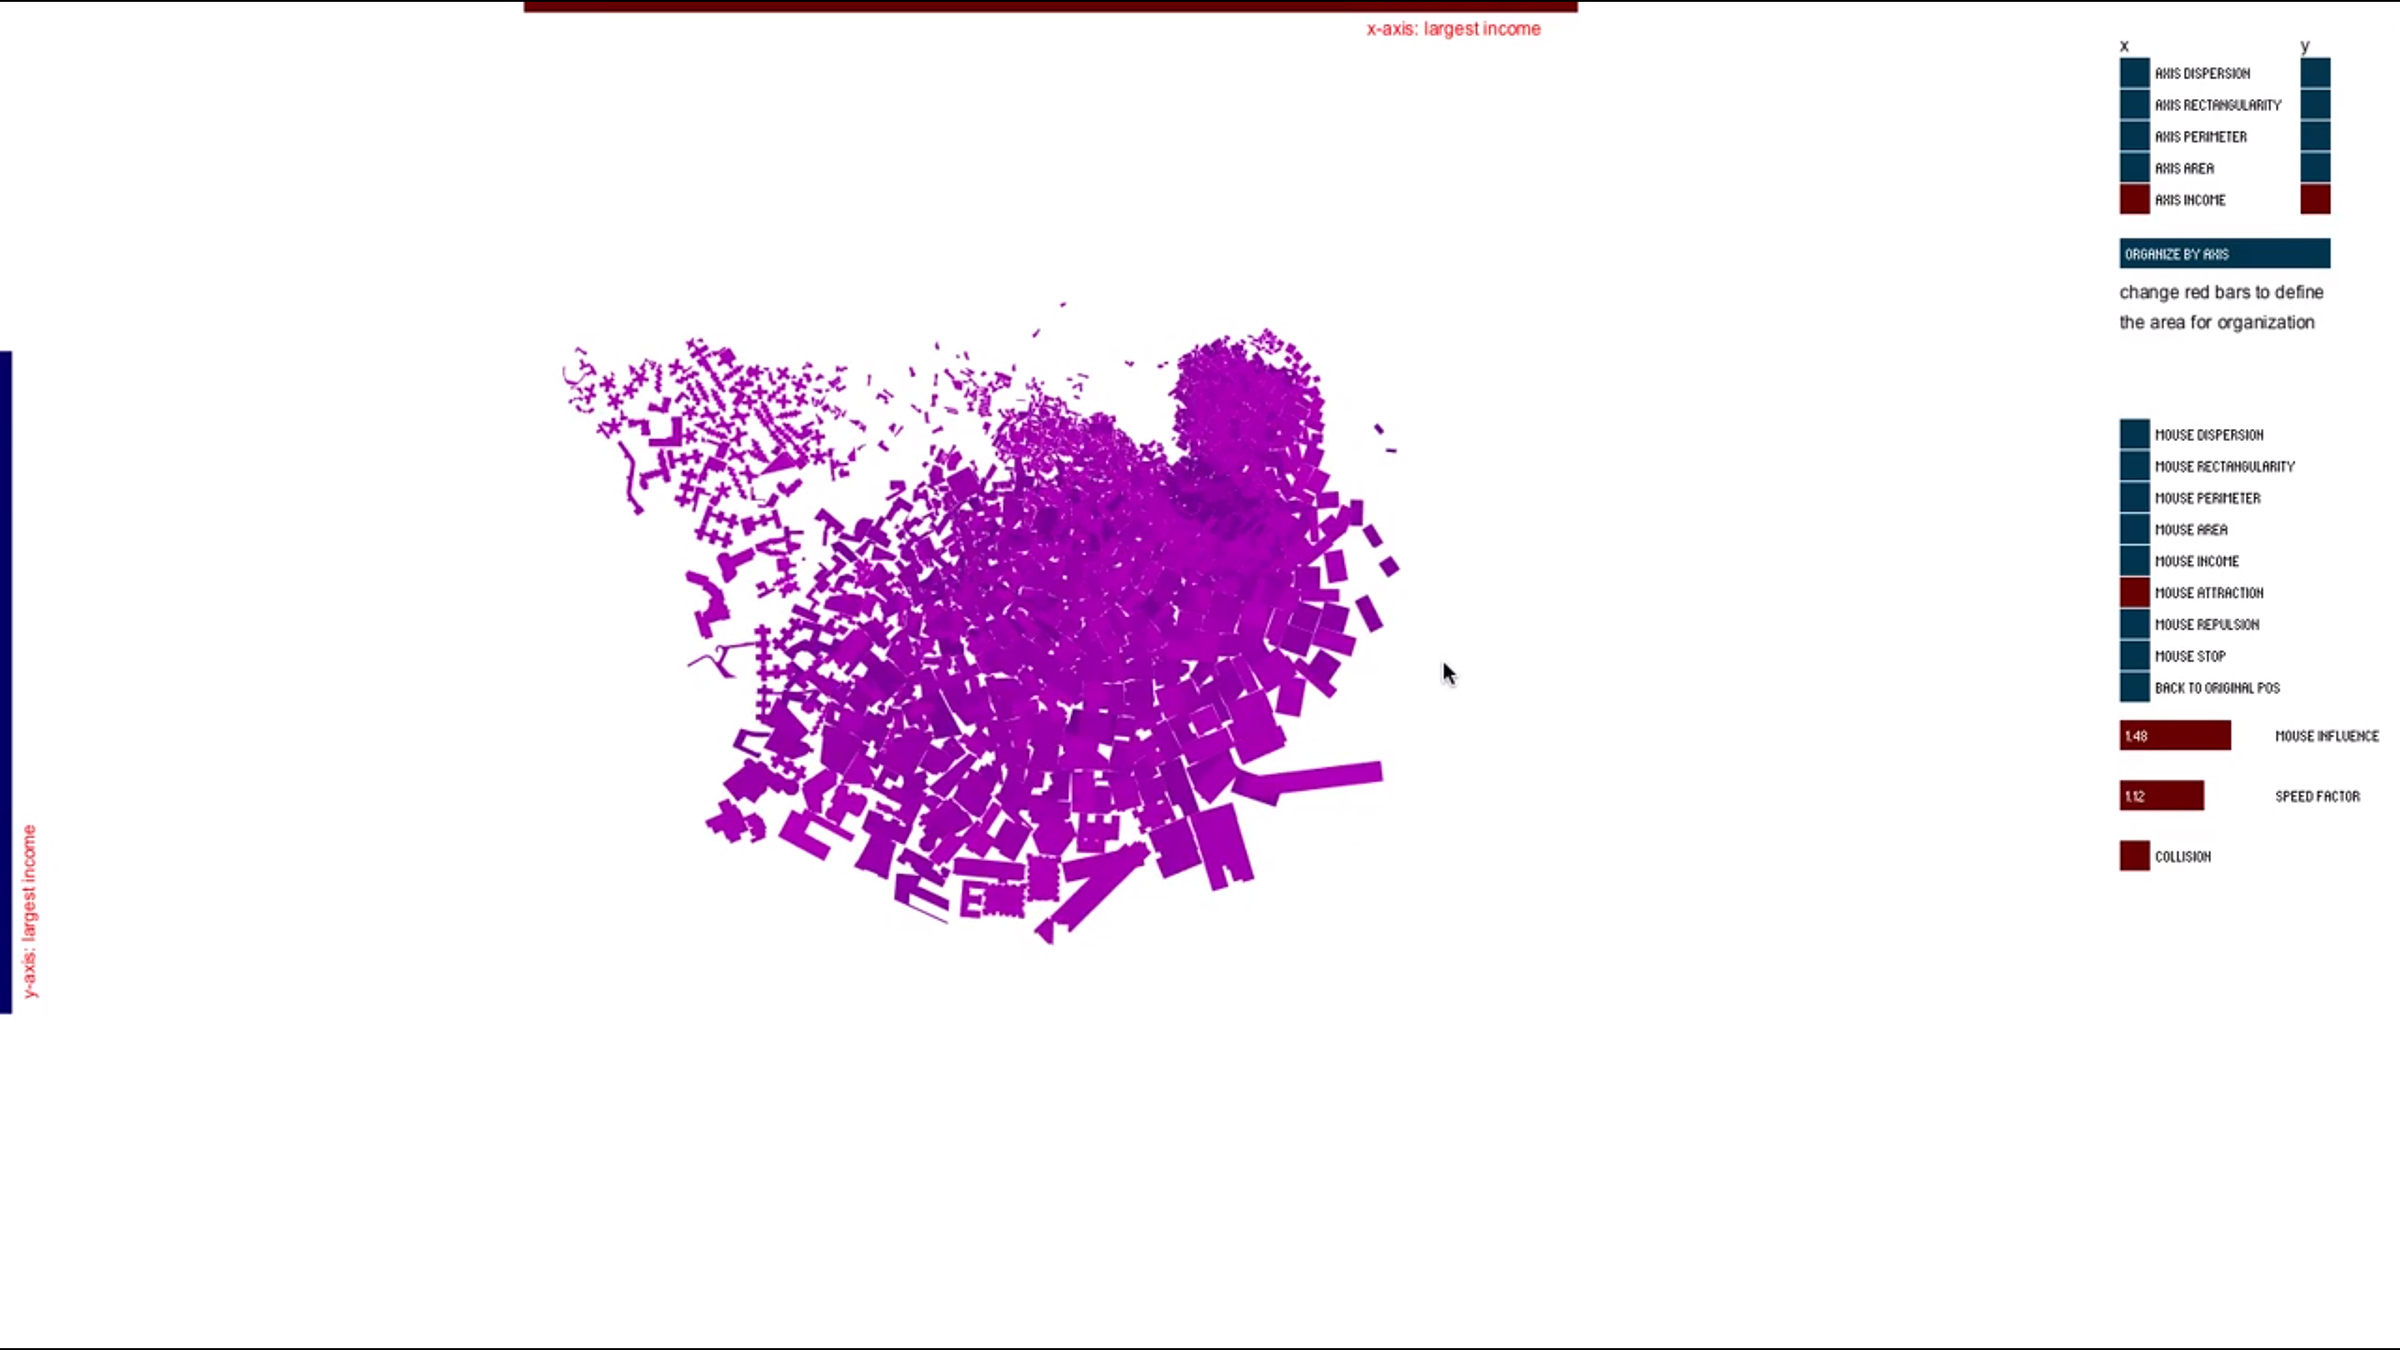 x-axis: largest income
x y
AXIS DISPERSION
AXIS RECTANGULARITY
AXIS PERIMETER
AXIS AREA
AXIS INCOME
ORGANIZE BY AXIS
change red bars to define
the area for organization
MOUSE DISPERSION
MOUSE RECTANGULARITY
MOUSE PERIMETER
MOUSE AREA
MOUSE INCOME
MOUSE ATTRACTION
MOUSE REPULSION
MOUSE STOP
BACK TO ORIGINAL POS
1.48 MOUSE INFLUENCE
1.12 SPEED FACTOR
COLLISION
y-axis: largest income